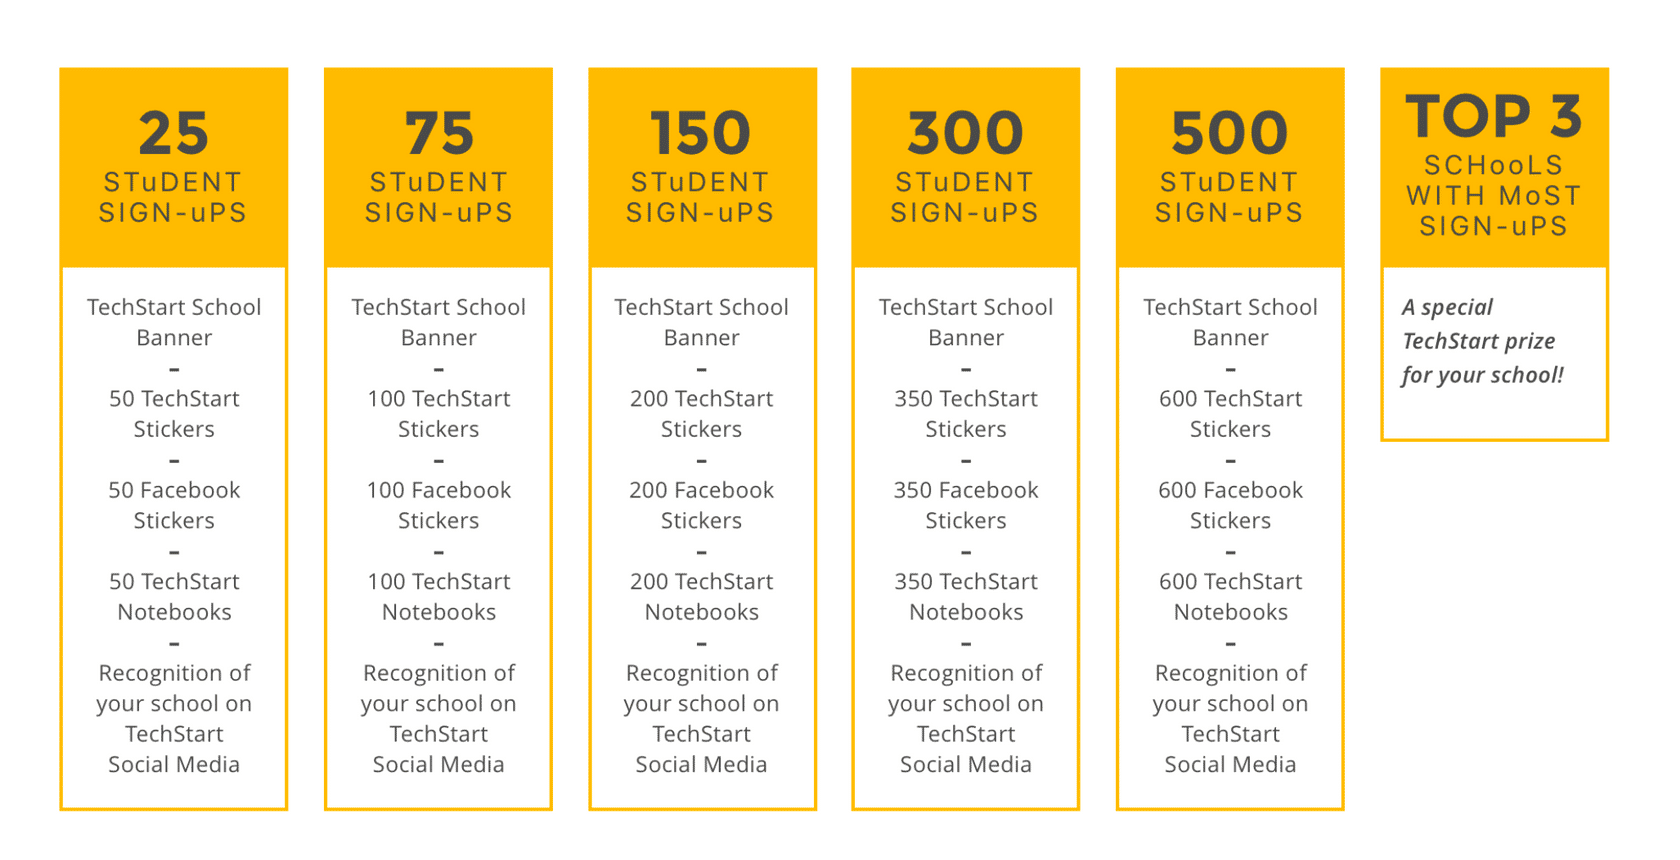 25
STuDENT
SIGN-uPS
TechStart School
Banner
-
50 TechStart
Stickers
-
50 Facebook
Stickers
-
50 TechStart
Notebooks
-
Recognition of
your school on
TechStart
Social Media
75
STuDENT
SIGN-uPS
TechStart School
Banner
-
100 TechStart
Stickers
-
100 Facebook
Stickers
-
100 TechStart
Notebooks
-
Recognition of
your school on
TechStart
Social Media
150
STuDENT
SIGN-uPS
TechStart School
Banner
-
200 TechStart
Stickers
-
200 Facebook
Stickers
-
200 TechStart
Notebooks
-
Recognition of
your school on
TechStart
Social Media
300
STuDENT
SIGN-uPS
TechStart School
Banner
-
350 TechStart
Stickers
-
350 Facebook
Stickers
-
350 TechStart
Notebooks
-
Recognition of
your school on
TechStart
Social Media
500
STuDENT
SIGN-uPS
TechStart School
Banner
-
600 TechStart
Stickers
-
600 Facebook
Stickers
-
600 TechStart
Notebooks
-
Recognition of
your school on
TechStart
Social Media
TOP 3
SCHooLS
WITH MoST
SIGN-uPS
A special
TechStart prize
for your school!